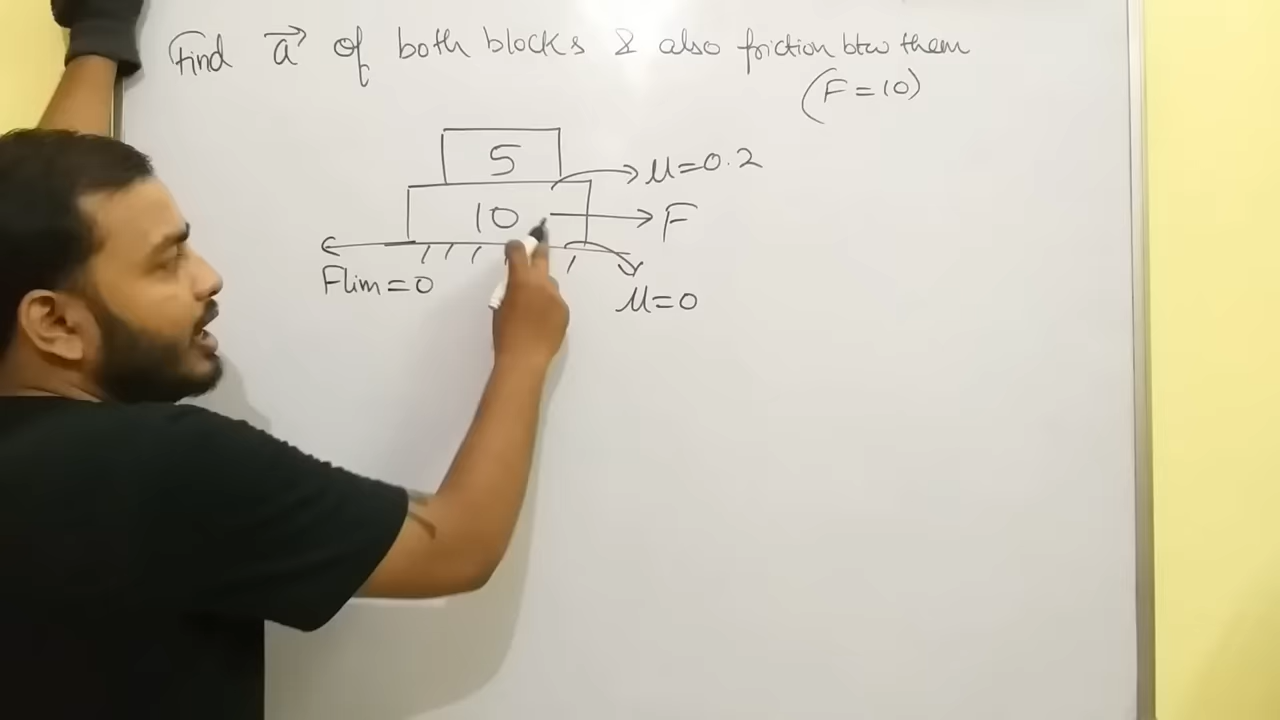 Find a⃗ of both blocks & also friction btw them
(F = 10)
5
μ=0.2
10
F
Flim = 0
μ=0